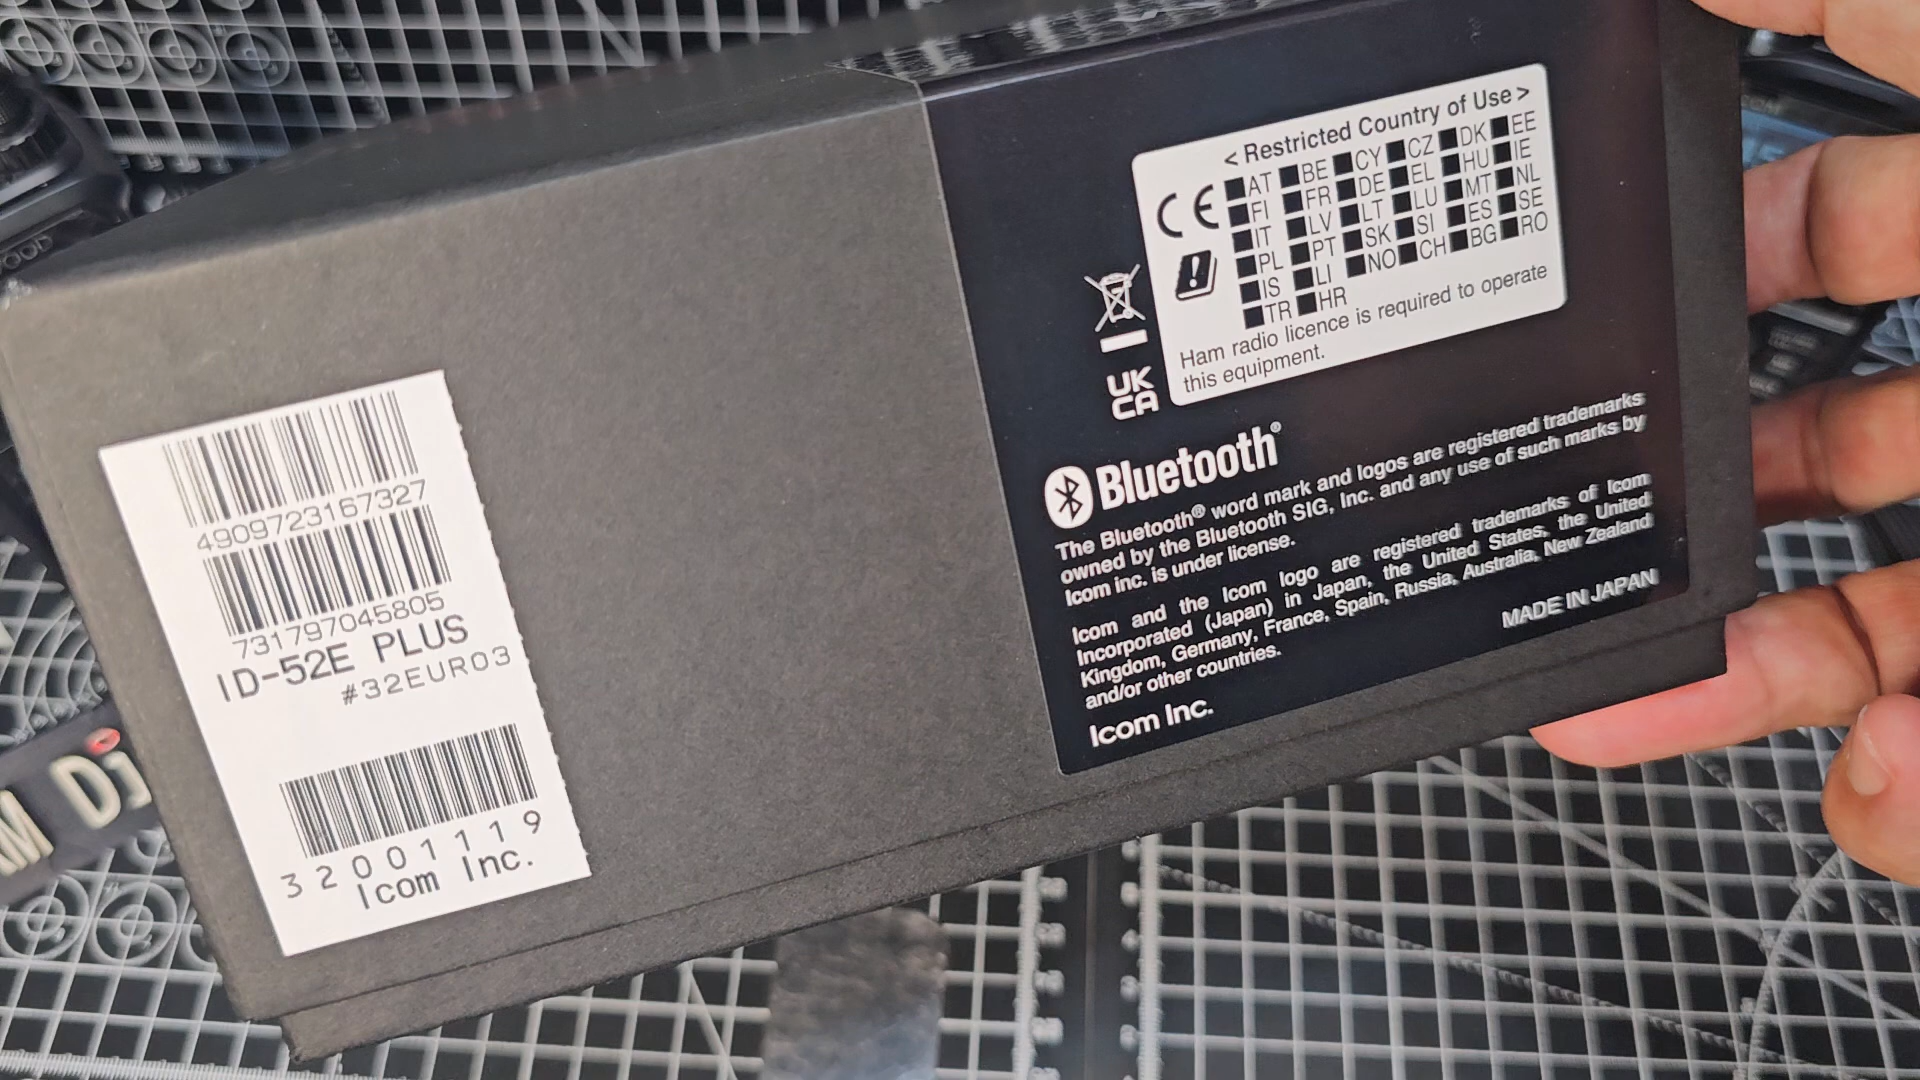 4909723167327
731797045805
ID-52E PLUS
#32EUR03
32001119
Icom Inc.
< Restricted Country of Use >
CE
AT BE CY CZ DK EE
FI FR DE EL HU IE
IT LV LT LU MT NL
PL PT SK SI ES SE
IS LI NO CH BG RO
TR HR
Ham radio licence is required to operate
this equipment.
UK
CA
Bluetooth®
The Bluetooth® word mark and logos are registered trademarks
owned by the Bluetooth SIG, Inc. and any use of such marks by
Icom inc. is under license.
Icom and the Icom logo are registered trademarks of Icom
Incorporated (Japan) in Japan, the United States, the United
Kingdom, Germany, France, Spain, Russia, Australia, New Zealand
and/or other countries.
MADE IN JAPAN
Icom Inc.